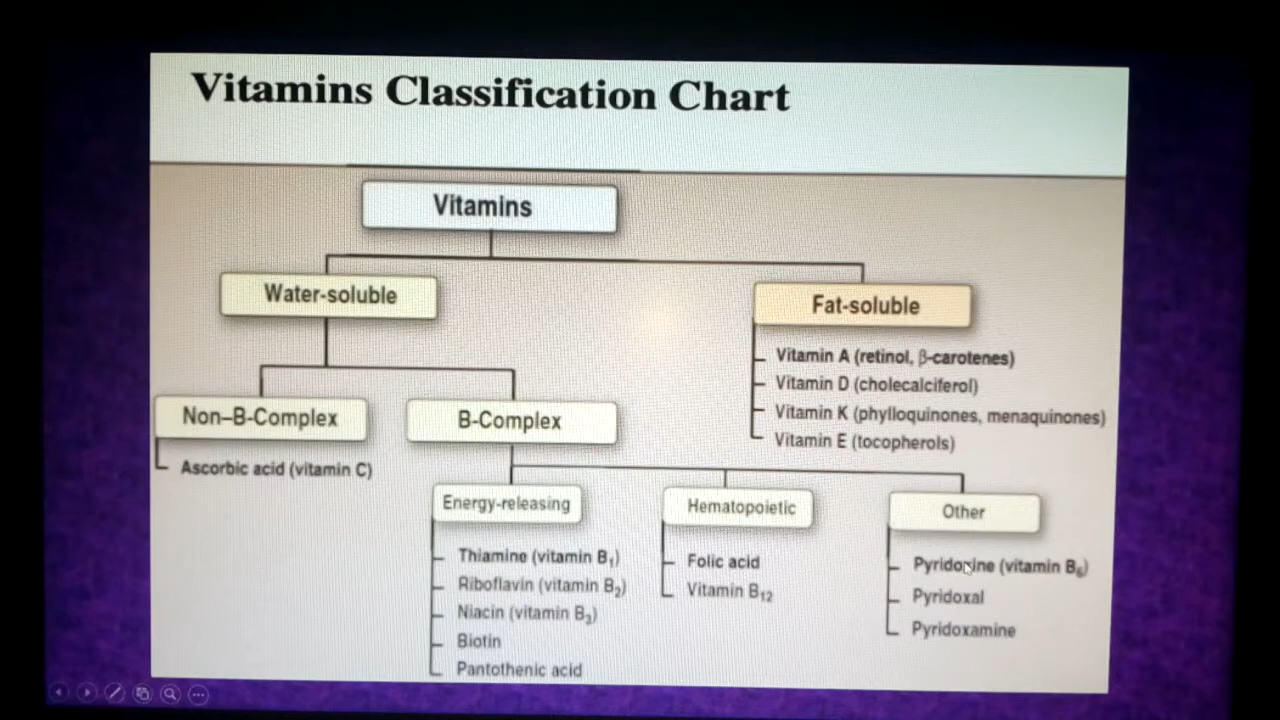 Vitamins Classification Chart
Vitamins
Water-soluble
Fat-soluble
Vitamin A (retinol, β-carotenes)
Vitamin D (cholecalciferol)
Vitamin K (phylloquinones, menaquinones)
Vitamin E (tocopherols)
Non–B-Complex
B-Complex
Ascorbic acid (vitamin C)
Energy-releasing
Hematopoietic
Other
Thiamine (vitamin B₁)
Riboflavin (vitamin B₂)
Niacin (vitamin B₃)
Biotin
Pantothenic acid
Folic acid
Vitamin B₁₂
Pyridoxine (vitamin B₆)
Pyridoxal
Pyridoxamine